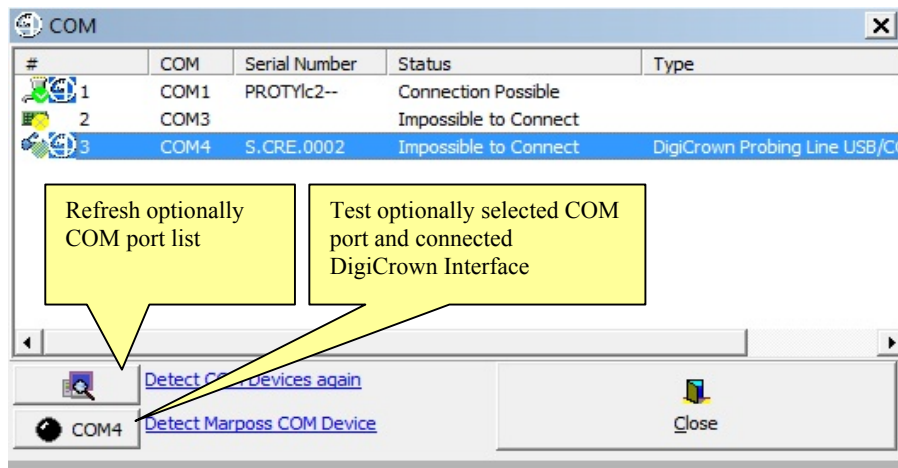 COM
# COM Serial Number Status Type
1 COM1 PROTYlc2-- Connection Possible
2 COM3 Impossible to Connect
3 COM4 S.CRE.0002 Impossible to Connect DigiCrown Probing Line USB/C
Refresh optionally
COM port list
Test optionally selected COM
port and connected
DigiCrown Interface
Detect COM Devices again
COM4 Detect Marposs COM Device
Close